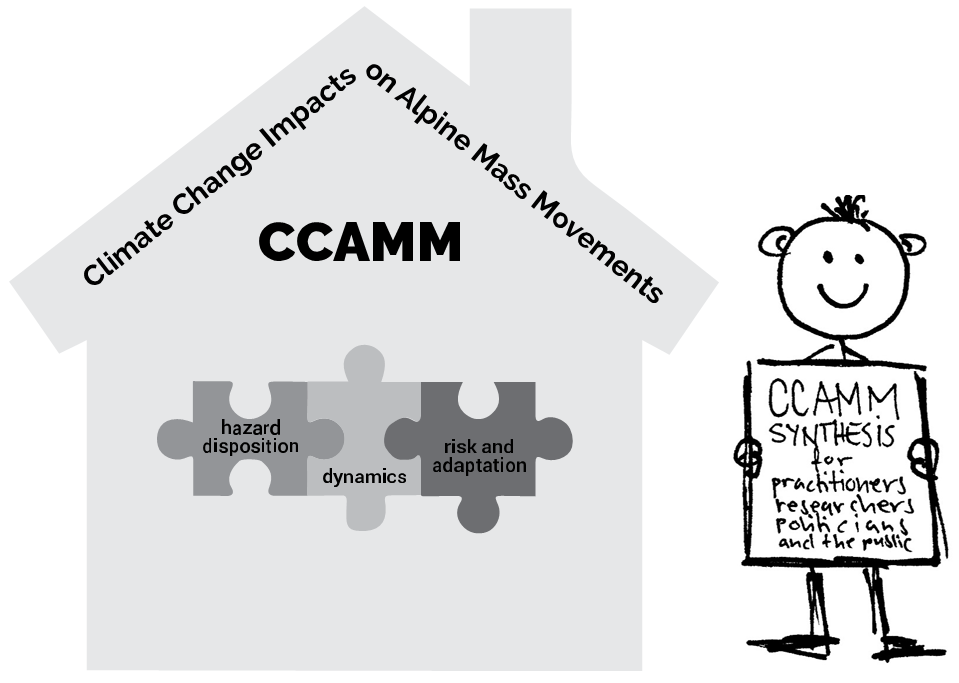 Climate Change Impacts
on Alpine Mass Movements
CCAMM
hazard
disposition
dynamics
risk and
adaptation
CCAMM
SYNTHESIS
for
practitioners
researchers
politicians
and the public